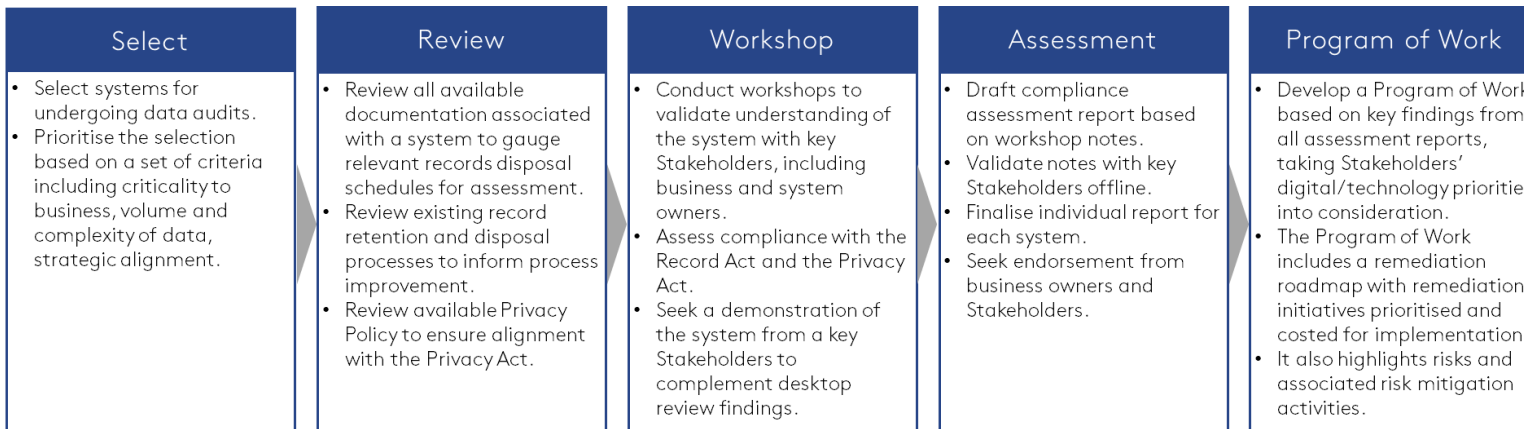 Select
• Select systems for
undergoing data audits.
• Prioritise the selection
based on a set of criteria
including criticality to
business, volume and
complexity of data,
strategic alignment.
Review
• Review all available
documentation associated
with a system to gauge
relevant records disposal
schedules for assessment.
• Review existing record
retention and disposal
processes to inform process
improvement.
• Review available Privacy
Policy to ensure alignment
with the Privacy Act.
Workshop
• Conduct workshops to
validate understanding of
the system with key
Stakeholders, including
business and system
owners.
• Assess compliance with the
Record Act and the Privacy
Act.
• Seek a demonstration of
the system from a key
Stakeholders to
complement desktop
review findings.
Assessment
• Draft compliance
assessment report based
on workshop notes.
• Validate notes with key
Stakeholders offline.
• Finalise individual report for
each system.
• Seek endorsement from
business owners and
Stakeholders.
Program of Work
• Develop a Program of Work
based on key findings from
all assessment reports,
taking Stakeholders'
digital/technology prioritie
into consideration.
• The Program of Work
includes a remediation
roadmap with remediation
initiatives prioritised and
costed for implementation
• It also highlights risks and
associated risk mitigation
activities.